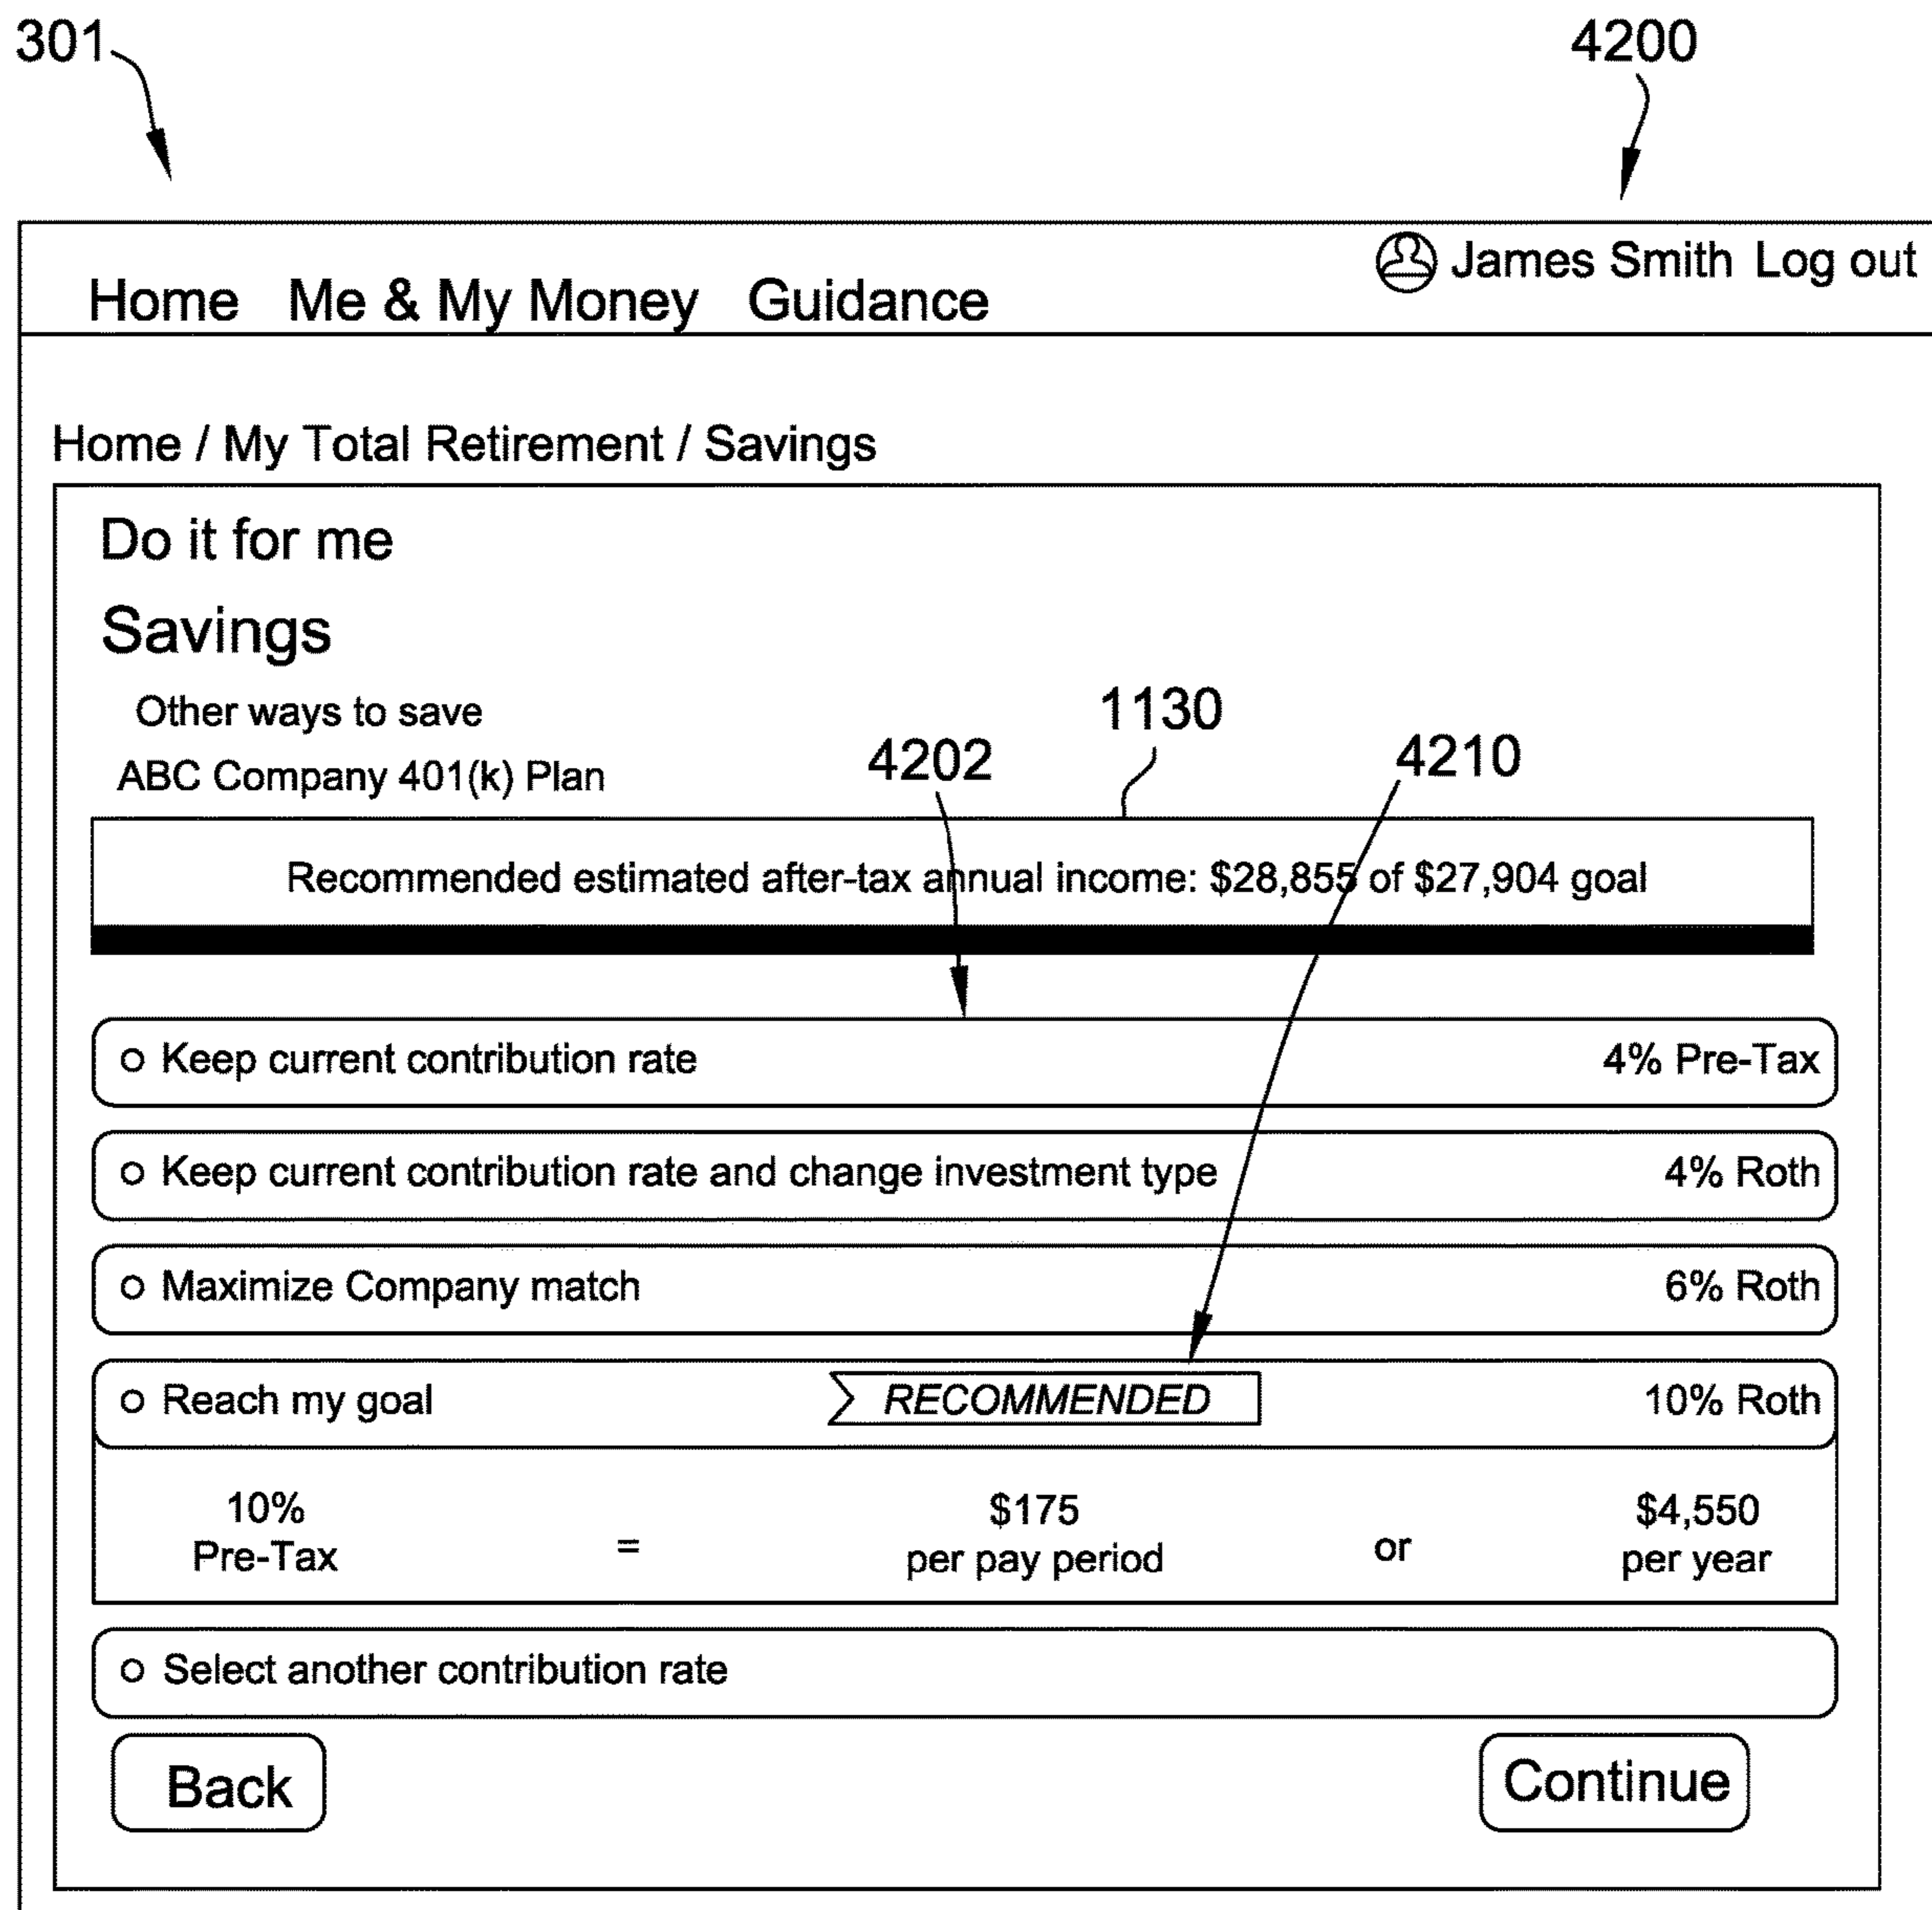 301
4200
James Smith Log out
Home Me & My Money Guidance
Home / My Total Retirement / Savings
Do it for me
Savings
Other ways to save
ABC Company 401(k) Plan
4202
1130
4210
Recommended estimated after-tax annual income: $28,855 of $27,904 goal
Keep current contribution rate 4% Pre-Tax
Keep current contribution rate and change investment type 4% Roth
Maximize Company match 6% Roth
Reach my goal RECOMMENDED 10% Roth
10% $175 $4,550
Pre-Tax = per pay period or per year
Select another contribution rate
Back Continue